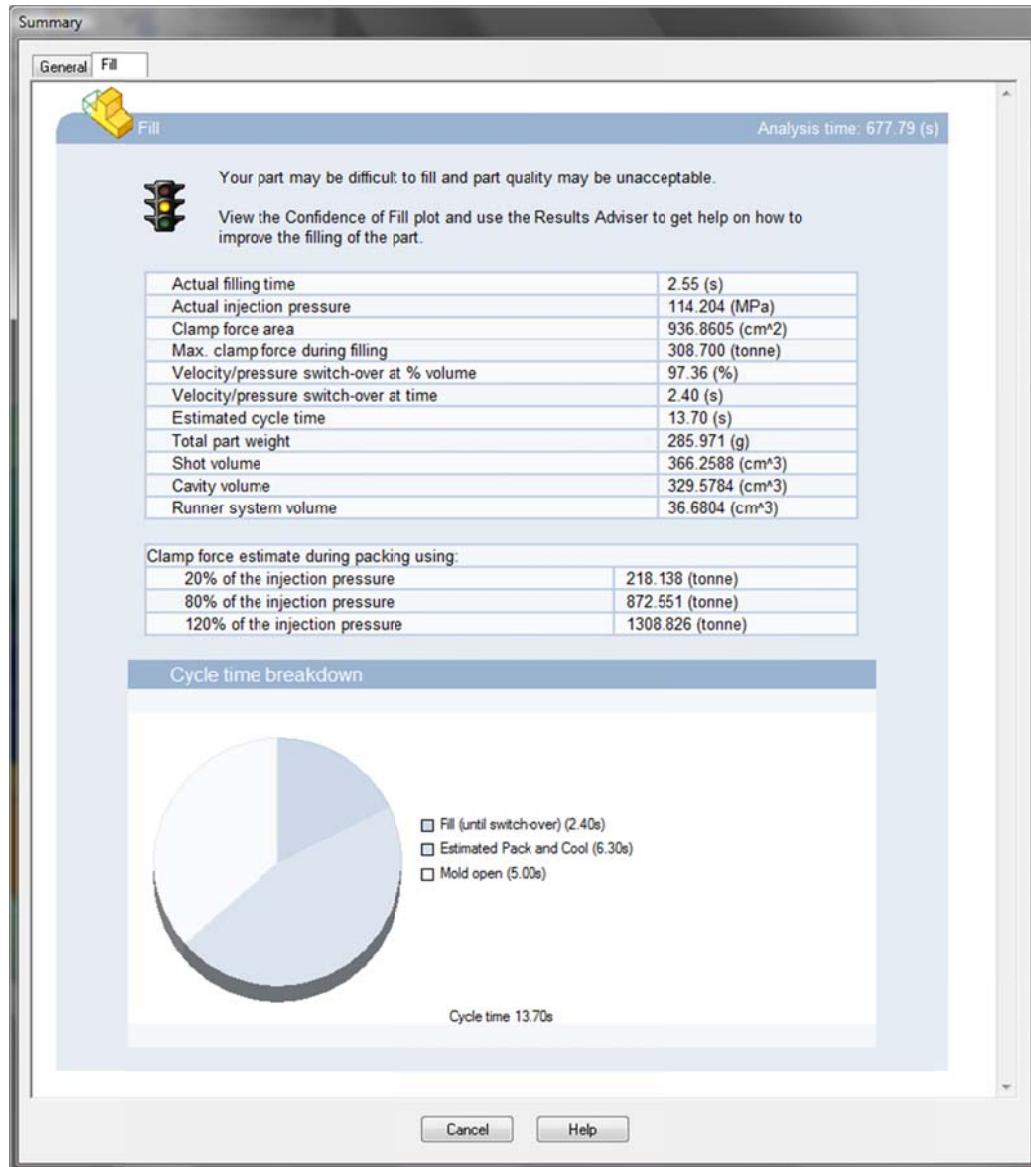 Summary
General Fill
Fill Analysis time: 677.79 (s)
Your part may be difficult to fill and part quality may be unacceptable.
View the Confidence of Fill plot and use the Results Adviser to get help on how to
improve the filling of the part.
Actual filling time 2.55 (s)
Actual injection pressure 114.204 (MPa)
Clamp force area 936.8605 (cm^2)
Max. clamp force during filling 308.700 (tonne)
Velocity/pressure switch-over at % volume 97.36 (%)
Velocity/pressure switch-over at time 2.40 (s)
Estimated cycle time 13.70 (s)
Total part weight 285.971 (g)
Shot volume 366.2588 (cm^3)
Cavity volume 329.5784 (cm^3)
Runner system volume 36.6804 (cm^3)
Clamp force estimate during packing using:
20% of the injection pressure 218.138 (tonne)
80% of the injection pressure 872.551 (tonne)
120% of the injection pressure 1308.826 (tonne)
Cycle time breakdown
Fill (until switch-over) (2.40s)
Estimated Pack and Cool (6.30s)
Mold open (5.00s)
Cycle time 13.70s
Cancel Help